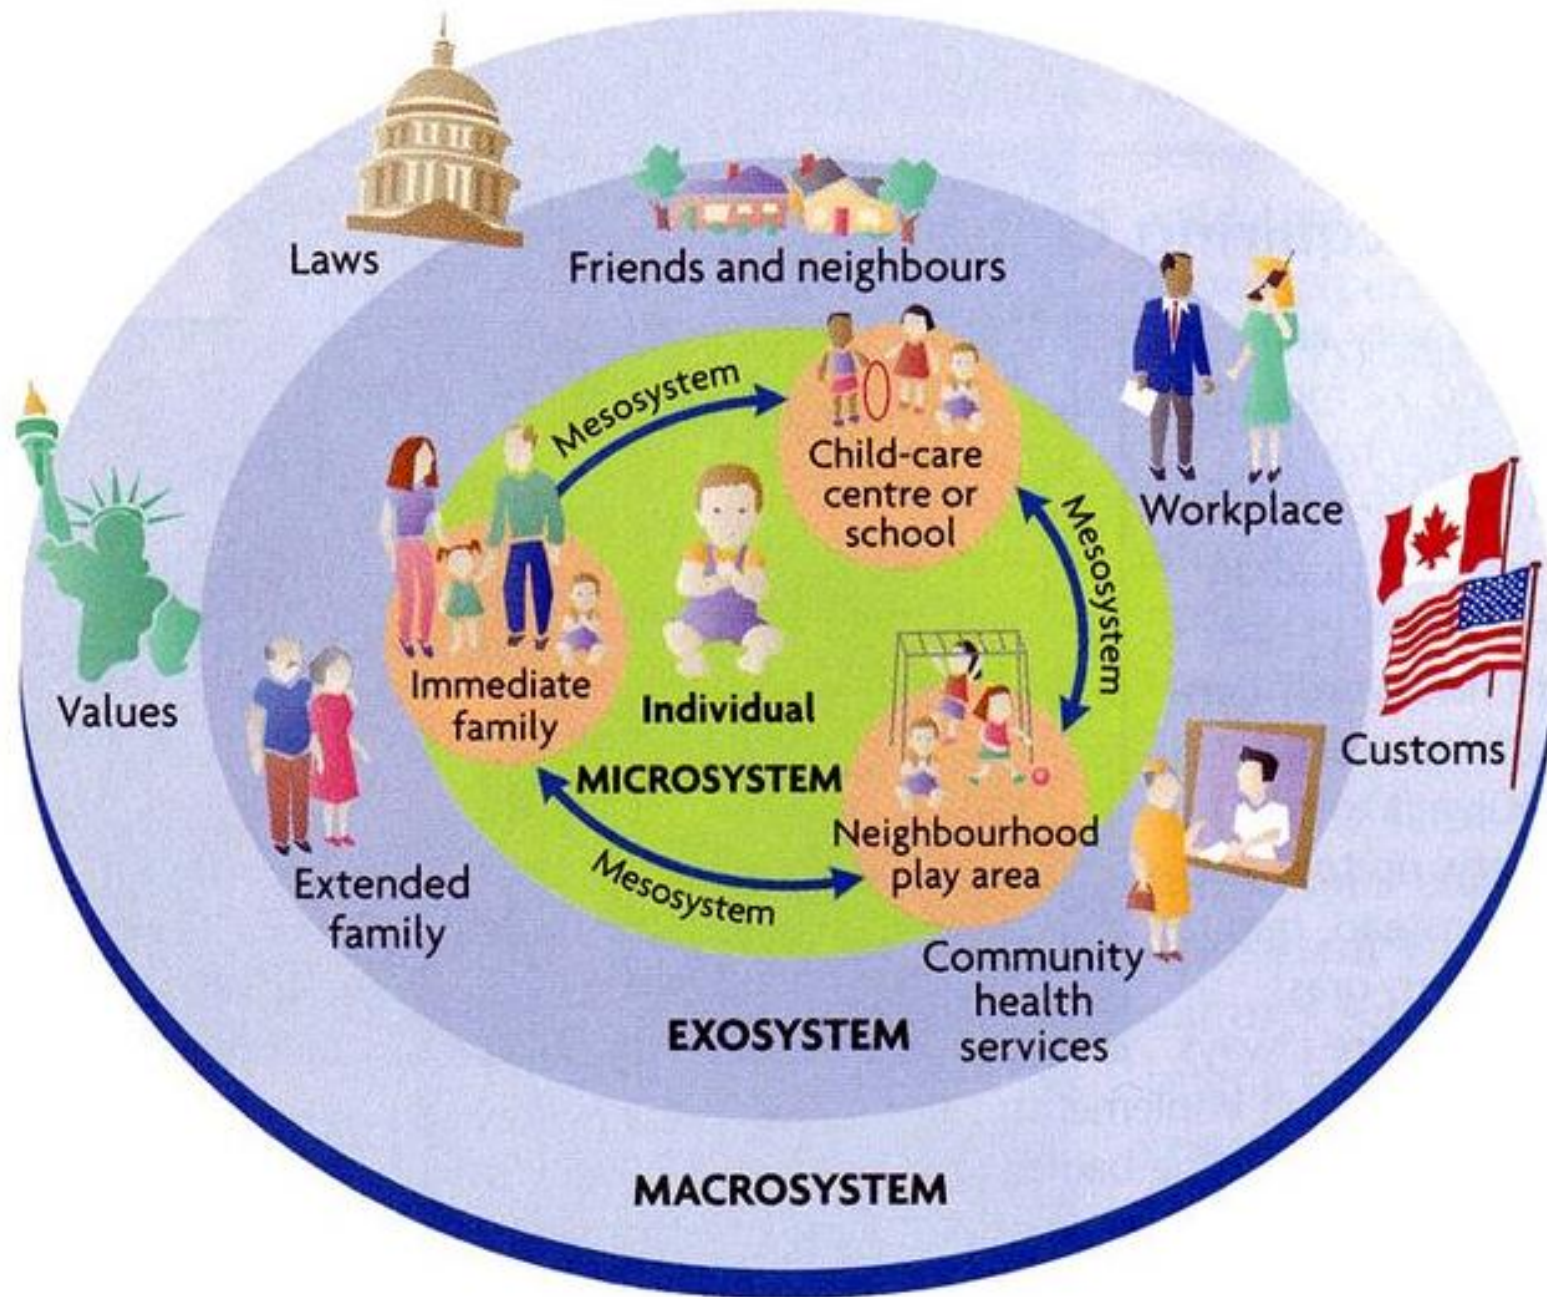 Laws
Friends and neighbours
Mesosystem
Child-care
centre or
school
Mesosystem
Workplace
Values
Immediate
family
Individual
MICROSYSTEM
Customs
Neighbourhood
play area
Mesosystem
Extended
family
Community
health
services
EXOSYSTEM
MACROSYSTEM